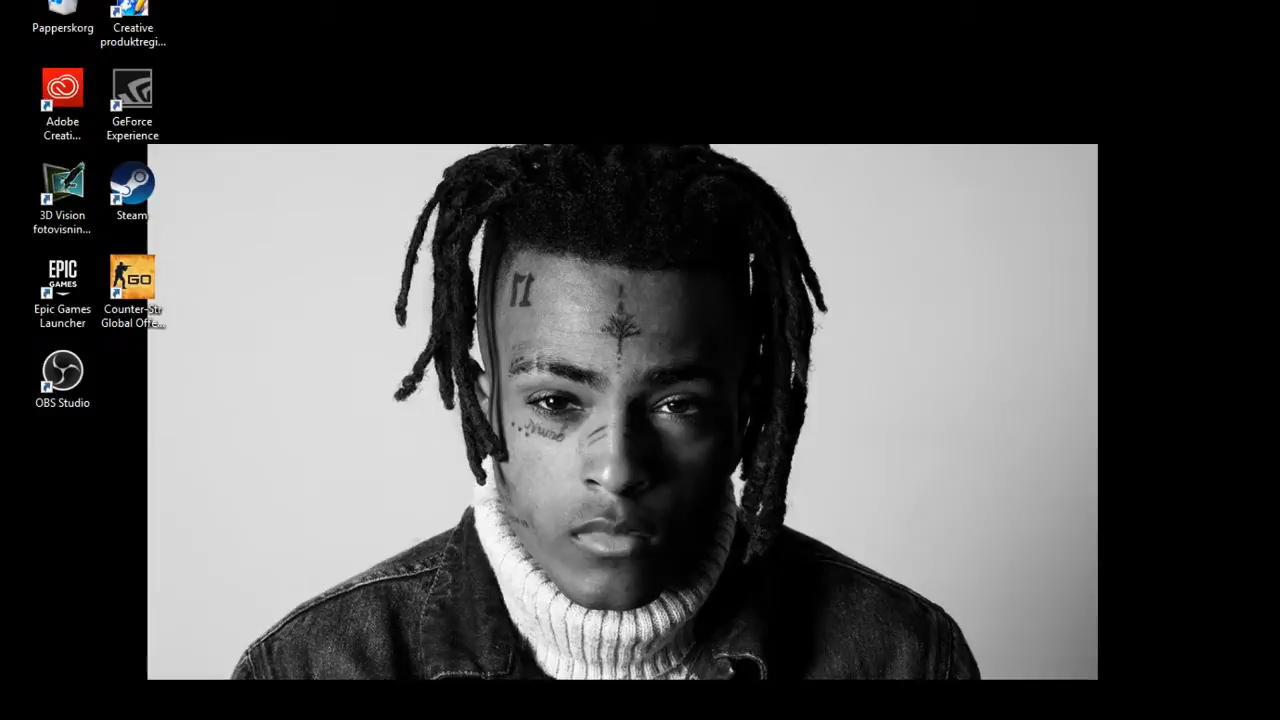 Papperskorg
Creative
produktregi...
Adobe
Creati...
GeForce
Experience
3D Vision
fotovisnin...
Steam
EPIC
GAMES
Epic Games
Launcher
GO
Counter-Str
Global Offe...
OBS Studio